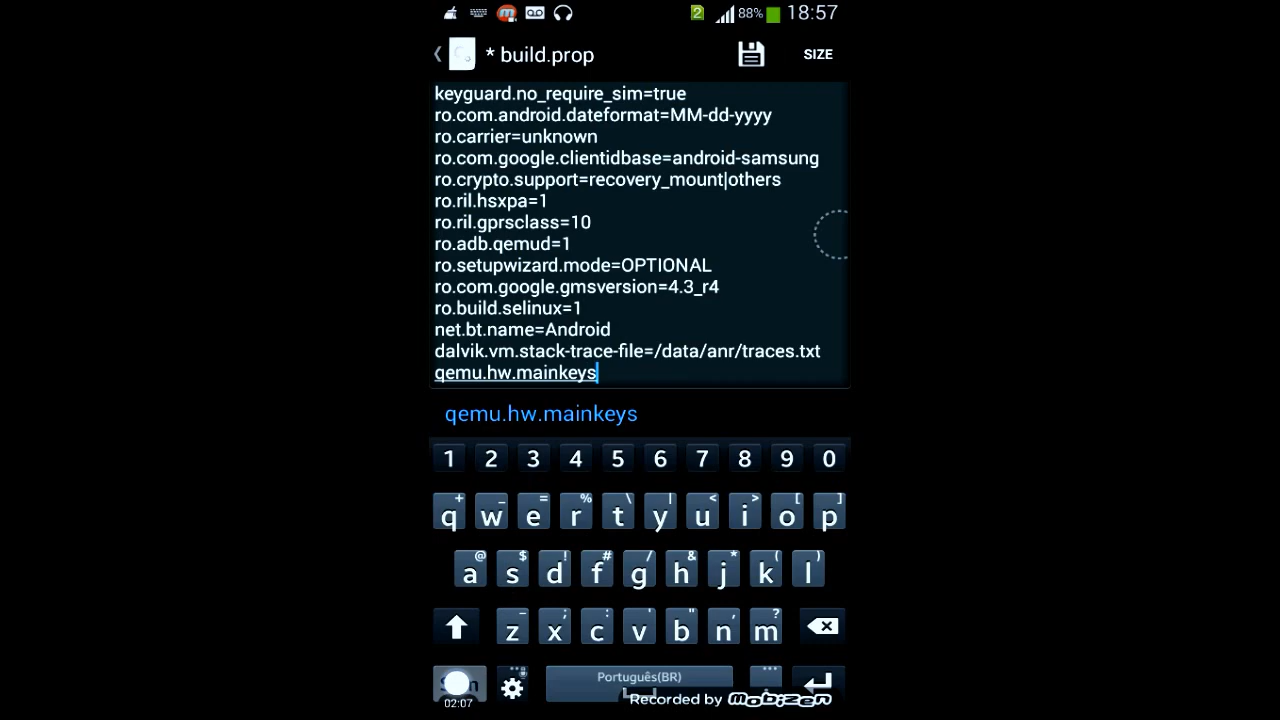 2 88% 18:57
* build.prop SIZE
keyguard.no_require_sim=true
ro.com.android.dateformat=MM-dd-yyyy
ro.carrier=unknown
ro.com.google.clientidbase=android-samsung
ro.crypto.support=recovery_mount|others
ro.ril.hsxpa=1
ro.ril.gprsclass=10
ro.adb.qemud=1
ro.setupwizard.mode=OPTIONAL
ro.com.google.gmsversion=4.3_r4
ro.build.selinux=1
net.bt.name=Android
dalvik.vm.stack-trace-file=/data/anr/traces.txt
qemu.hw.mainkeys
qemu.hw.mainkeys
1 2 3 4 5 6 7 8 9 0
+ _ = % \ | < > [ ]
q w e r t y u i o p
@ $ ! # / & * ( )
a s d f g h j k l
- ; : ' " , ?
z x c v b n m
Português(BR)
02:07
Recorded by Mobizen